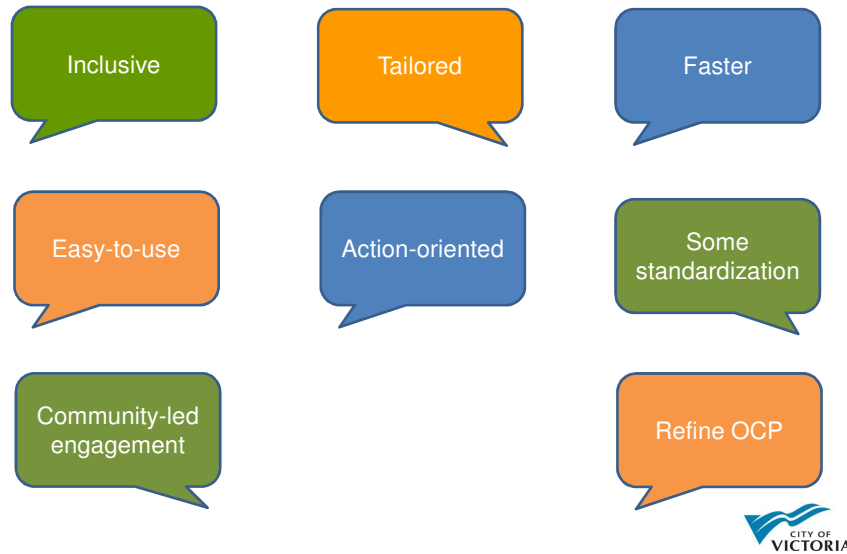 Inclusive
Tailored
Faster
Easy-to-use
Action-oriented
Some
standardization
Community-led
engagement
Refine OCP
CITY OF
VICTORIA